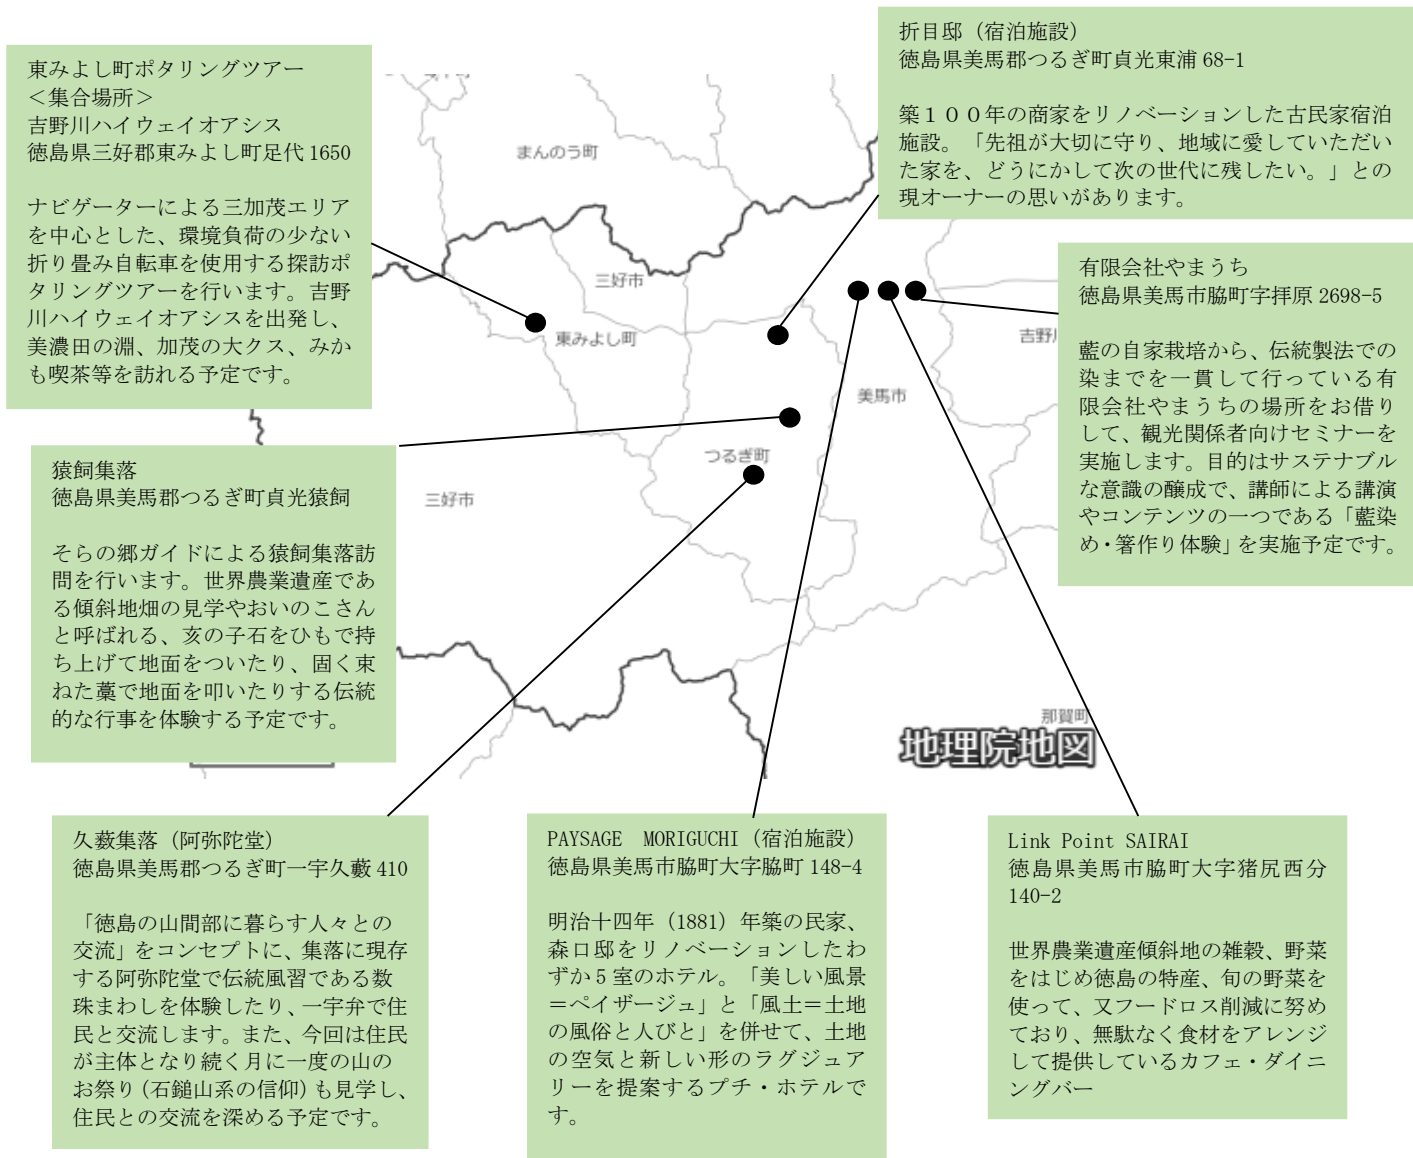 東みよし町ポタリングツアー
＜集合場所＞
吉野川ハイウェイオアシス
徳島県三好郡東みよし町足代 1650
ナビゲーターによる三加茂エリア
を中心とした、環境負荷の少ない
折り畳み自転車を使用する探訪ポ
タリングツアーを行います。吉野
川ハイウェイオアシスを出発し、
美濃田の淵、加茂の大クス、みか
も喫茶等を訪れる予定です。
折目邸（宿泊施設）
徳島県美馬郡つるぎ町貞光東浦 68-1
築１００年の商家をリノベーションした古民家宿泊
施設。「先祖が大切に守り、地域に愛していただい
た家を、どうにかして次の世代に残したい。」との
現オーナーの思いがあります。
有限会社やまうち
徳島県美馬市脇町字拝原 2698-5
藍の自家栽培から、伝統製法での
染までを一貫して行っている有
限会社やまうちの場所をお借り
して、観光関係者向けセミナーを
実施します。目的はサステナブル
な意識の醸成で、講師による講演
やコンテンツの一つである「藍染
め・箸作り体験」を実施予定です。
まんのう町
三好市
東みよし町
吉野
美馬市
つるぎ町
三好市
那賀町
地理院地図
猿飼集落
徳島県美馬郡つるぎ町貞光猿飼
そらの郷ガイドによる猿飼集落訪
問を行います。世界農業遺産であ
る傾斜地畑の見学やおいのこさん
と呼ばれる、亥の子石をひもで持
ち上げて地面をついたり、固く束
ねた藁で地面を叩いたりする伝統
的な行事を体験する予定です。
久薮集落（阿弥陀堂）
徳島県美馬郡つるぎ町一宇久藪 410
「徳島の山間部に暮らす人々との
交流」をコンセプトに、集落に現存
する阿弥陀堂で伝統風習である数
珠まわしを体験したり、一宇弁で住
民と交流します。また、今回は住民
が主体となり続く月に一度の山の
お祭り（石鎚山系の信仰）も見学し、
住民との交流を深める予定です。
PAYSAGE　MORIGUCHI（宿泊施設）
徳島県美馬市脇町大字脇町 148-4
明治十四年（1881）年築の民家、
森口邸をリノベーションしたわ
ずか 5 室のホテル。「美しい風景
＝ペイザージュ」と「風土＝土地
の風俗と人びと」を併せて、土地
の空気と新しい形のラグジュア
リーを提案するプチ・ホテルで
す。
Link Point SAIRAI
徳島県美馬市脇町大字猪尻西分
140-2
世界農業遺産傾斜地の雑穀、野菜
をはじめ徳島の特産、旬の野菜を
使って、又フードロス削減に努め
ており、無駄なく食材をアレンジ
して提供しているカフェ・ダイニ
ングバー